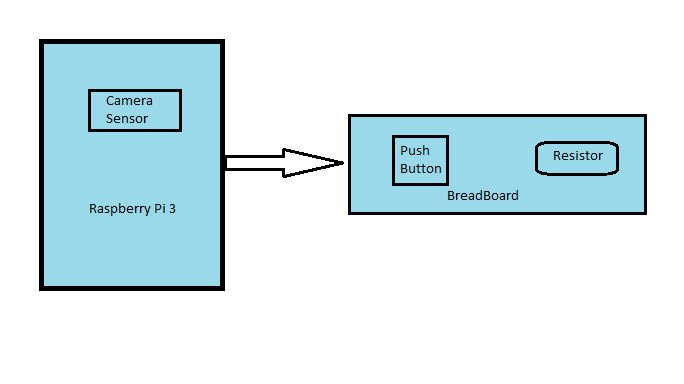 Camera
Sensor
Raspberry Pi 3
Push
Button
Resistor
BreadBoard